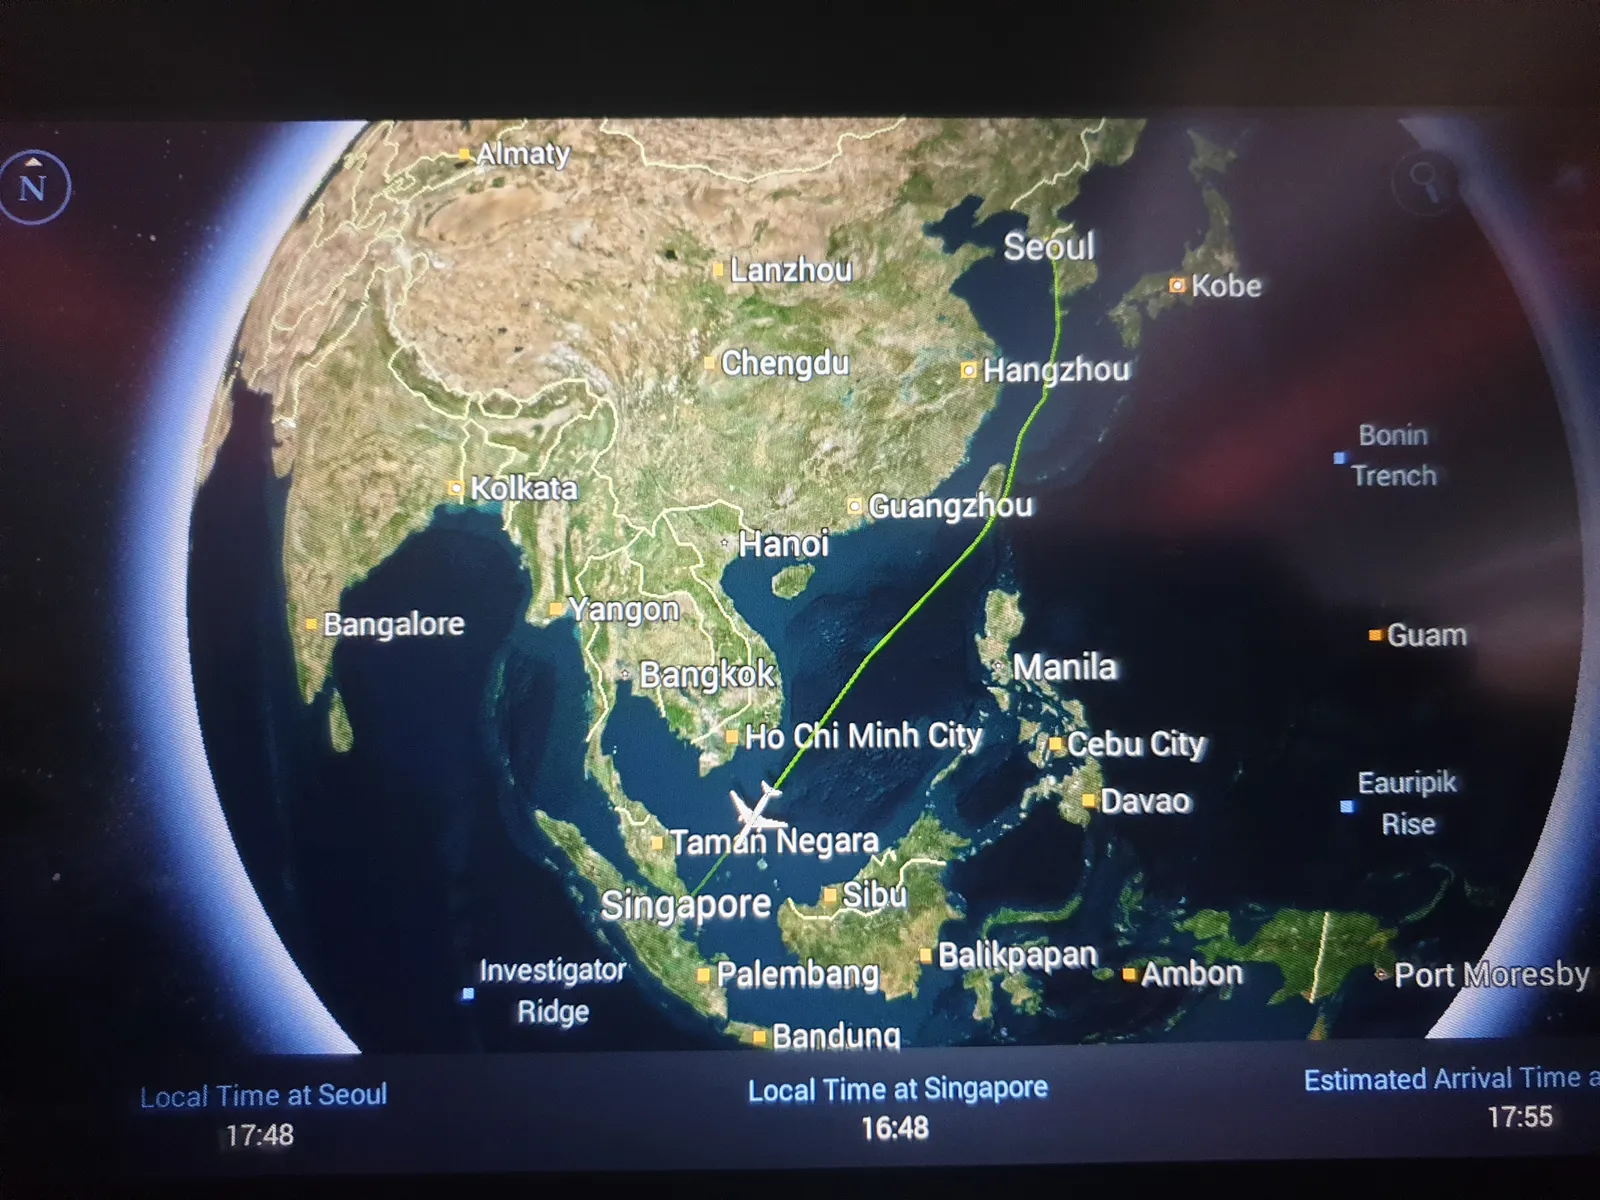 Almaty
N
Seoul
Lanzhou
Kobe
Chengdu
Hangzhou
Bonin
Trench
Kolkata
Guangzhou
Hanoi
Yangon
Bangalore
Guam
Bangkok
Manila
Ho Chi Minh City
Cebu City
Eauripik
Rise
Davao
Taman Negara
Singapore
Sibu
Balikpapan
Investigator
Ridge
Palembang
Ambon
Port Moresby
Bandung
Local Time at Seoul
17:48
Local Time at Singapore
16:48
Estimated Arrival Time a
17:55